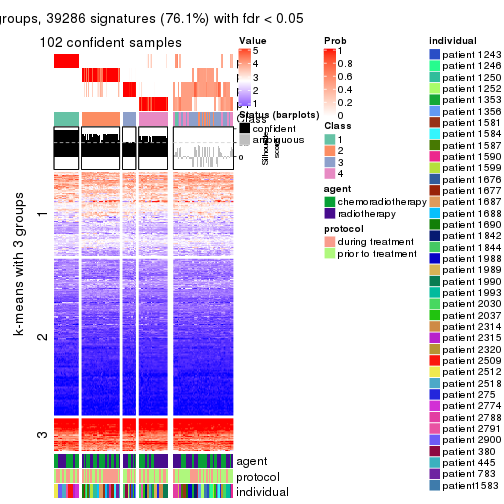 groups, 39286 signatures (76.1%) with fdr < 0.05
102 confident samples
Class
Silhouette
score
0
k-means with 3 groups
1
2
3
agent
protocol
individual
Value
5
4
3
2
1
Status (barplots)
confident
ambiguous
Prob
1
0.8
0.6
0.4
0.2
0
Class
1
2
3
4
agent
chemoradiotherapy
radiotherapy
protocol
during treatment
prior to treatment
individual
patient 1243
patient 1246
patient 1250
patient 1252
patient 1353
patient 1356
patient 1581
patient 1584
patient 1587
patient 1590
patient 1599
patient 1676
patient 1677
patient 1687
patient 1688
patient 1690
patient 1842
patient 1844
patient 1988
patient 1989
patient 1990
patient 1993
patient 2030
patient 2037
patient 2314
patient 2315
patient 2320
patient 2509
patient 2512
patient 2518
patient 275
patient 2774
patient 2788
patient 2791
patient 2900
patient 380
patient 445
patient 783
patient1583